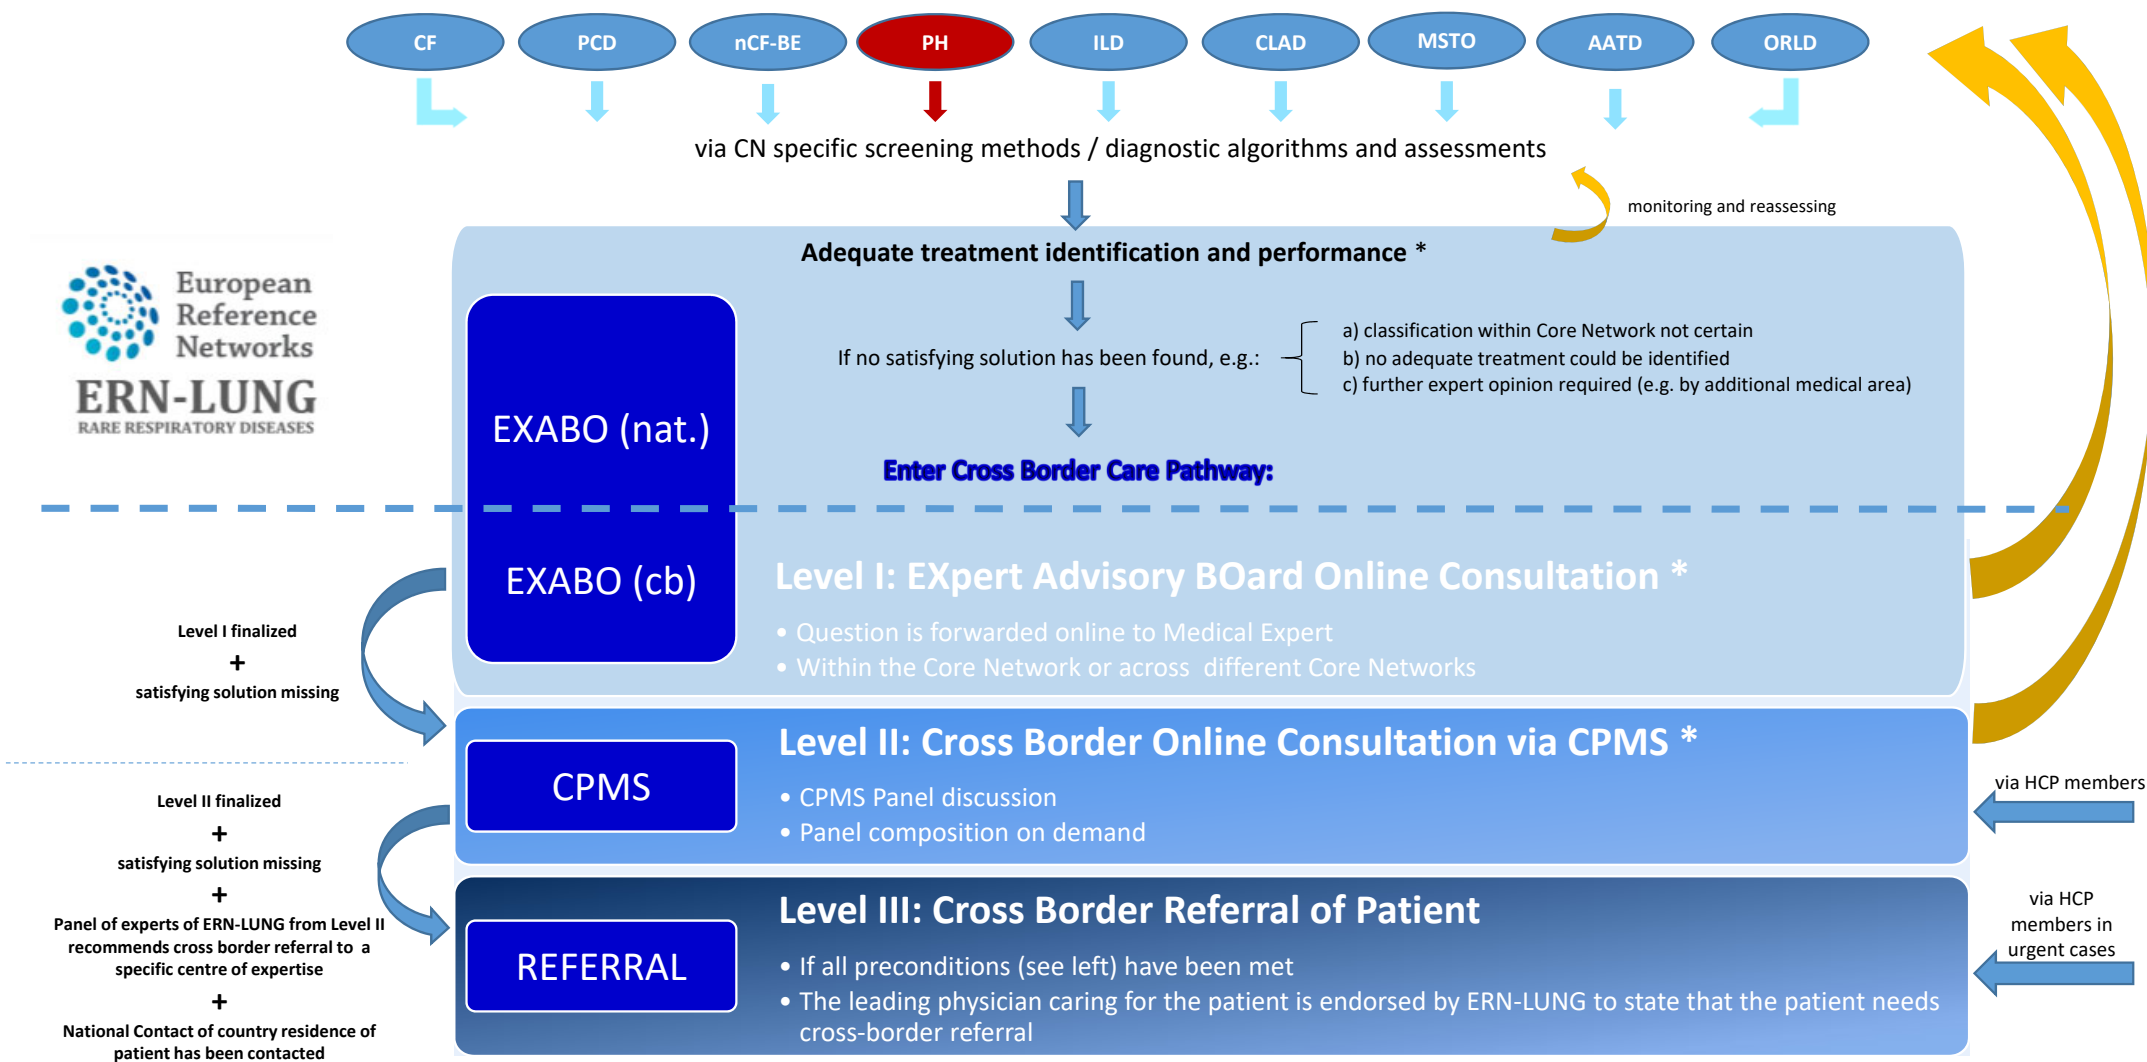 CF
PCD
nCF-BE
PH
ILD
CLAD
MSTO
AATD
ORLD
via CN specific screening methods / diagnostic algorithms and assessments
monitoring and reassessing
European
Reference
Networks
ERN-LUNG
RARE RESPIRATORY DISEASES
Adequate treatment identification and performance *
If no satisfying solution has been found, e.g.:
a) classification within Core Network not certain
b) no adequate treatment could be identified
c) further expert opinion required (e.g. by additional medical area)
EXABO (nat.)
Enter Cross Border Care Pathway:
EXABO (cb)
Level I: EXpert Advisory BOard Online Consultation *
• Question is forwarded online to Medical Expert
• Within the Core Network or across different Core Networks
Level I finalized
+
satisfying solution missing
CPMS
Level II: Cross Border Online Consultation via CPMS *
• CPMS Panel discussion
• Panel composition on demand
via HCP members
Level II finalized
+
satisfying solution missing
+
Panel of experts of ERN-LUNG from Level II
recommends cross border referral to a
specific centre of expertise
+
National Contact of country residence of
patient has been contacted
REFERRAL
Level III: Cross Border Referral of Patient
• If all preconditions (see left) have been met
• The leading physician caring for the patient is endorsed by ERN-LUNG to state that the patient needs
cross-border referral
via HCP
members in
urgent cases